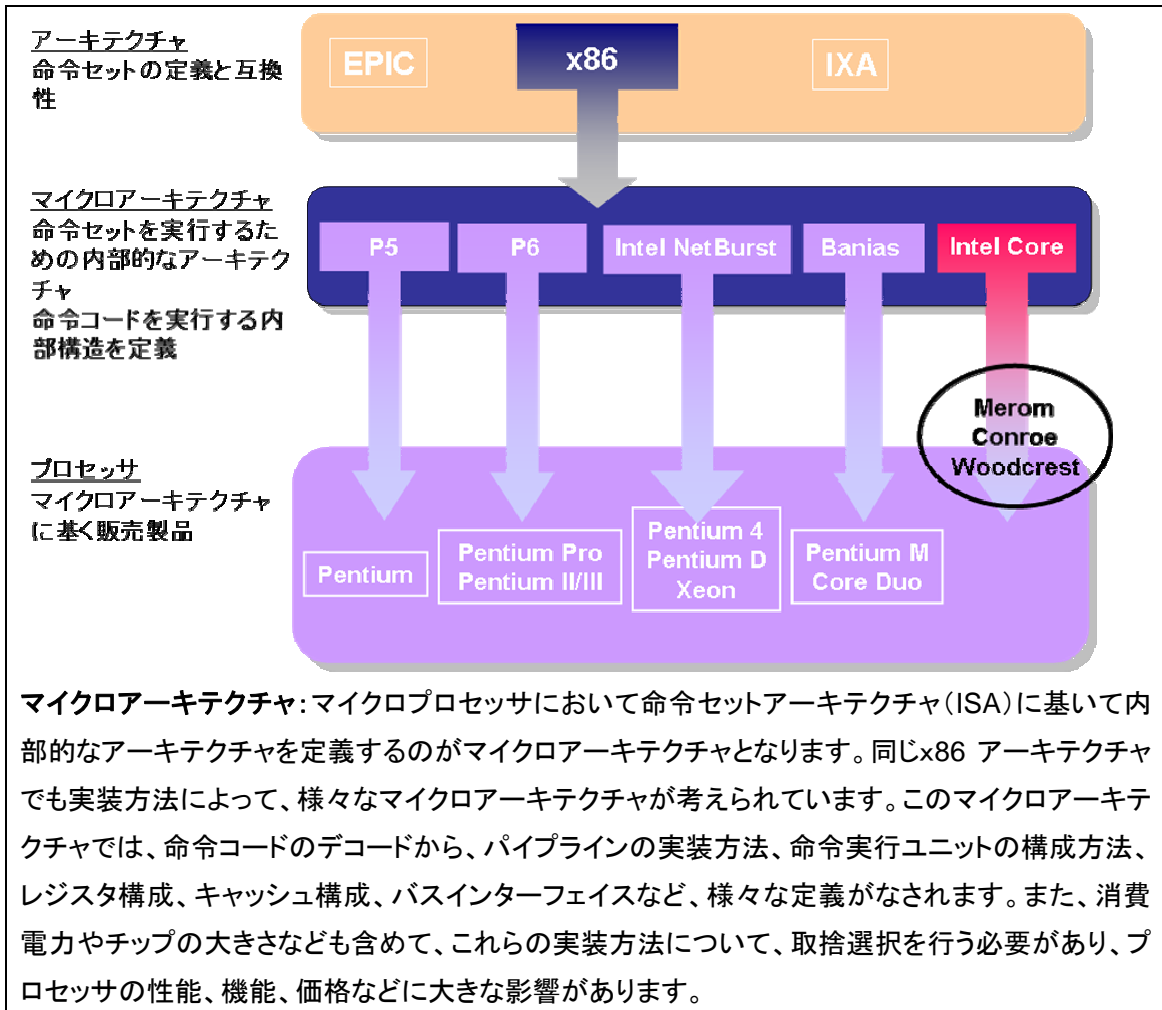 アーキテクチャ
命令セットの定義と互換
性
EPIC
x86
IXA
マイクロアーキテクチャ
命令セットを実行するた
めの内部的なアーキテク
チャ
命令コードを実行する内
部構造を定義
P5
P6
Intel NetBurst
Banias
Intel Core
Merom
Conroe
Woodcrest
プロセッサ
マイクロアーキテクチャ
に基く販売製品
Pentium
Pentium Pro
Pentium II/III
Pentium 4
Pentium D
Xeon
Pentium M
Core Duo
マイクロアーキテクチャ:マイクロプロセッサにおいて命令セットアーキテクチャ(ISA)に基いて内
部的なアーキテクチャを定義するのがマイクロアーキテクチャとなります。同じx86 アーキテクチャ
でも実装方法によって、様々なマイクロアーキテクチャが考えられています。このマイクロアーキテ
クチャでは、命令コードのデコードから、パイプラインの実装方法、命令実行ユニットの構成方法、
レジスタ構成、キャッシュ構成、バスインターフェイスなど、様々な定義がなされます。また、消費
電力やチップの大きさなども含めて、これらの実装方法について、取捨選択を行う必要があり、プ
ロセッサの性能、機能、価格などに大きな影響があります。